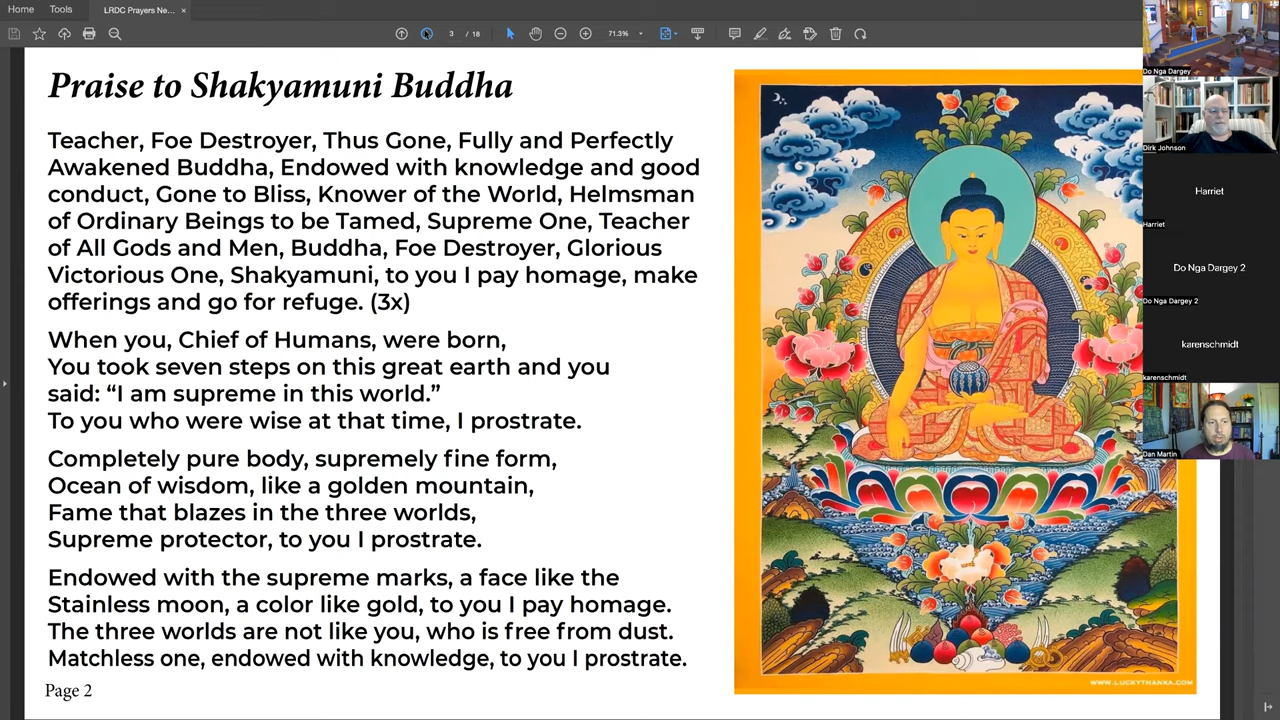 Home
Tools
LRDC Prayers Ne...
×
3 / 18
71.3%
Praise to Shakyamuni Buddha
Teacher, Foe Destroyer, Thus Gone, Fully and Perfectly
Awakened Buddha, Endowed with knowledge and good
conduct, Gone to Bliss, Knower of the World, Helmsman
of Ordinary Beings to be Tamed, Supreme One, Teacher
of All Gods and Men, Buddha, Foe Destroyer, Glorious
Victorious One, Shakyamuni, to you I pay homage, make
offerings and go for refuge. (3x)
When you, Chief of Humans, were born,
You took seven steps on this great earth and you
said: “I am supreme in this world.”
To you who were wise at that time, I prostrate.
Completely pure body, supremely fine form,
Ocean of wisdom, like a golden mountain,
Fame that blazes in the three worlds,
Supreme protector, to you I prostrate.
Endowed with the supreme marks, a face like the
Stainless moon, a color like gold, to you I pay homage.
The three worlds are not like you, who is free from dust.
Matchless one, endowed with knowledge, to you I prostrate.
Page 2
WWW.LUCKYTHANKA.COM
Do Nga Dargey
Dirk Johnson
Harriet
Harriet
Do Nga Dargey 2
Do Nga Dargey 2
karenschmidt
karenschmidt
Dan Martin